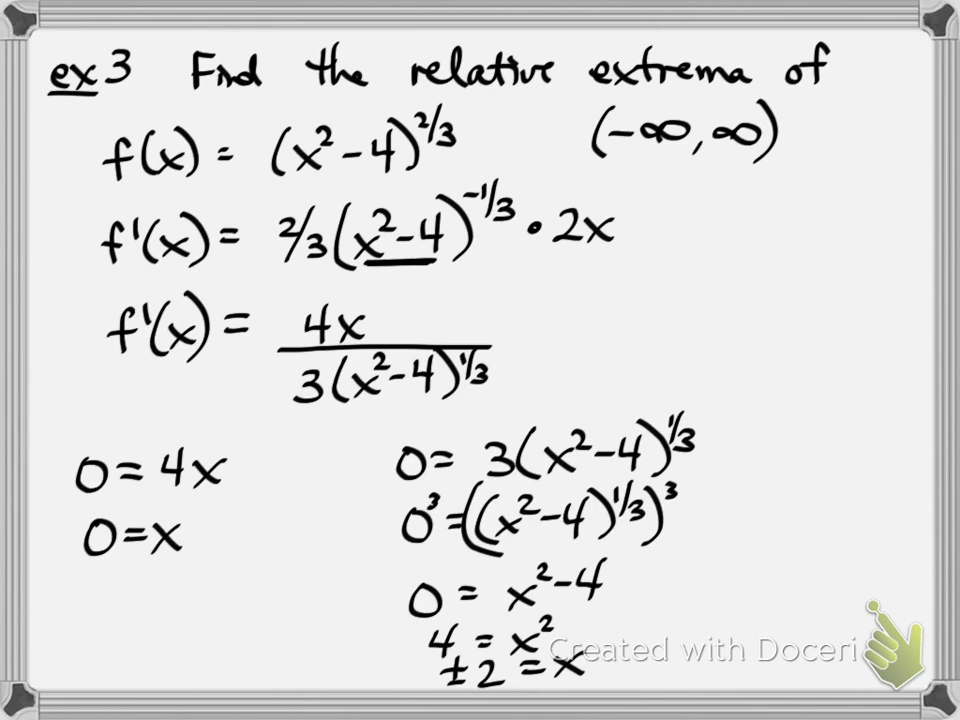 ex 3 Find the relative extrema of
f(x) = (x² - 4)^(2/3) (-∞, ∞)
f'(x) = 2/3 (x² - 4)^(-1/3) · 2x
f'(x) = 4x / 3(x² - 4)^(1/3)
0 = 4x 0 = 3(x² - 4)^(1/3)
0 = x 0³ = ((x² - 4)^(1/3))³
0 = x² - 4
4 = x²
± 2 = x
Created with Doceri